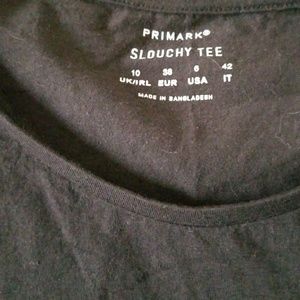 PRIMARK®
SLOUCHY TEE
10 38 6 42
UK/IRL EUR USA IT
MADE IN BANGLADESH